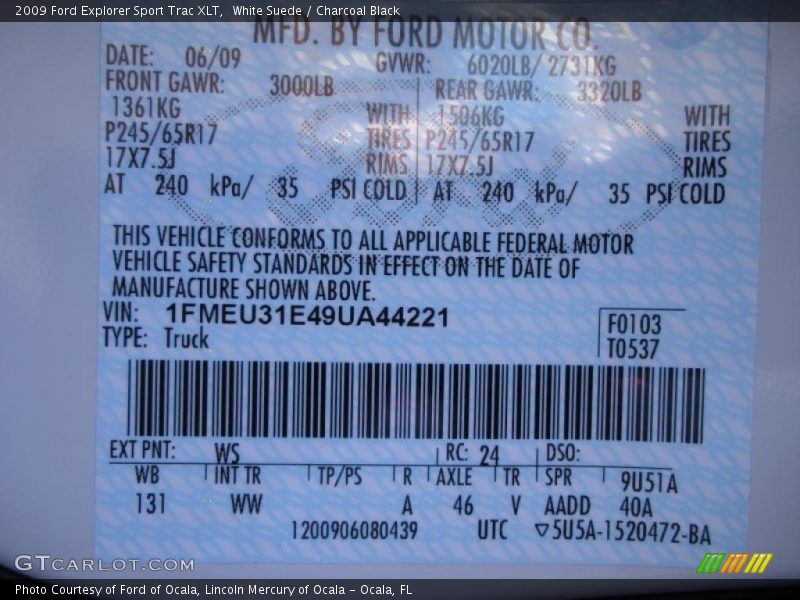 2009 Ford Explorer Sport Trac XLT,  White Suede / Charcoal Black
MFD. BY FORD MOTOR CO.
DATE: 06/09 GVWR: 6020LB/ 2731KG
FRONT GAWR: 3000LB REAR GAWR: 3320LB
1361KG WITH 1506KG WITH
P245/65R17 TIRES P245/65R17 TIRES
17X7.5J RIMS 17X7.5J RIMS
AT 240 kPa/ 35 PSI COLD AT 240 kPa/ 35 PSI COLD
THIS VEHICLE CONFORMS TO ALL APPLICABLE FEDERAL MOTOR
VEHICLE SAFETY STANDARDS IN EFFECT ON THE DATE OF
MANUFACTURE SHOWN ABOVE.
VIN: 1FMEU31E49UA44221
F0103
TYPE: Truck
T0537
EXT PNT: WS RC: 24 DSO:
WB INT TR TP/PS R AXLE TR SPR 9U51A
131 WW A 46 V AADD 40A
1200906080439 UTC ▽5U5A-1520472-BA
GTCARLOT.COM
Photo Courtesy of Ford of Ocala, Lincoln Mercury of Ocala – Ocala, FL